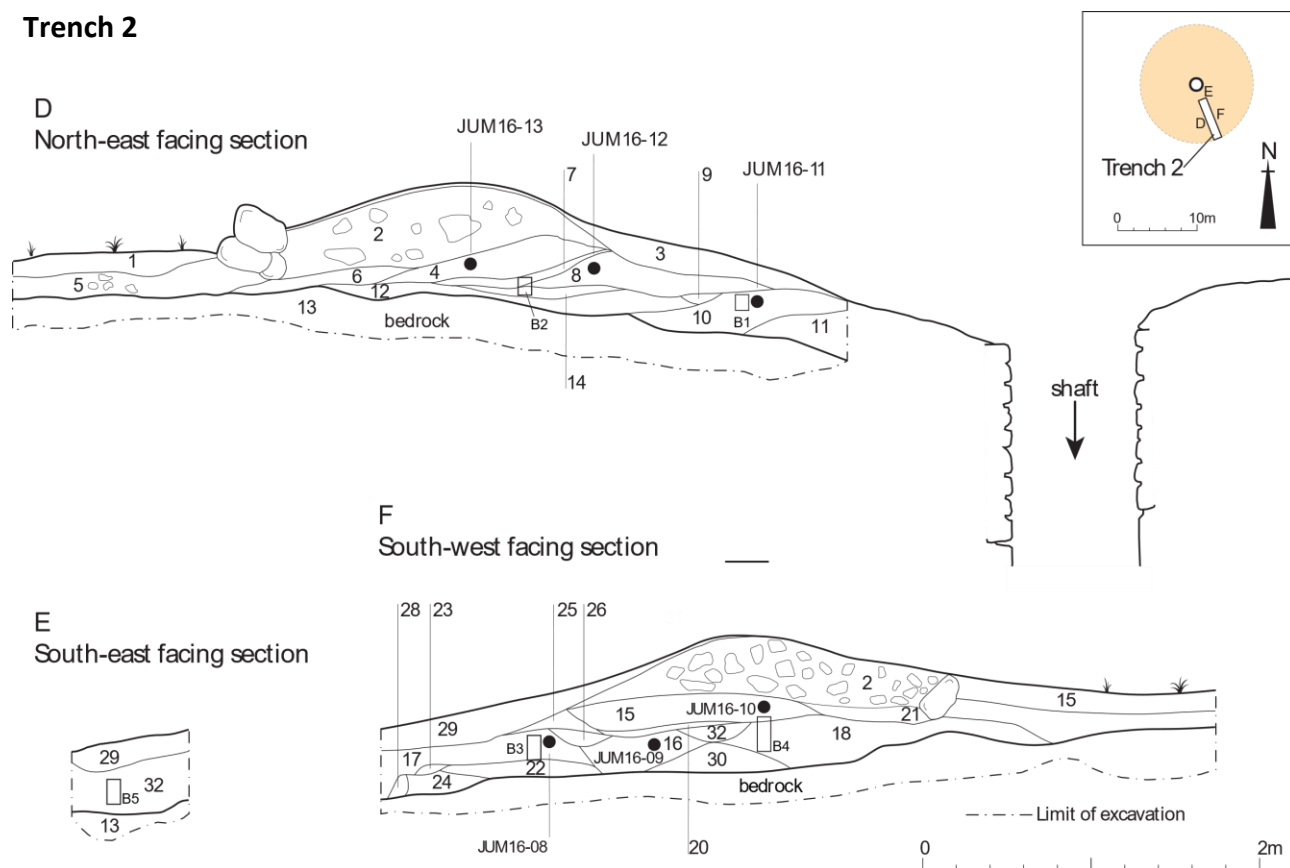 Trench 2
D
North-east facing section
JUM16-13
JUM16-12
7
9
JUM16-11
1
5
2
6
4
12
13
bedrock
8
B2
14
3
10
B1
11
E
F
D
Trench 2
N
0 10m
shaft
F
South-west facing section
E
South-east facing section
29
32
B5
13
28 23 25 26
29
17
24
22
B3
15
JUM16-10
2
21
15
JUM16-09
16
32
30
B4
18
bedrock
JUM16-08
20
Limit of excavation
0 2m